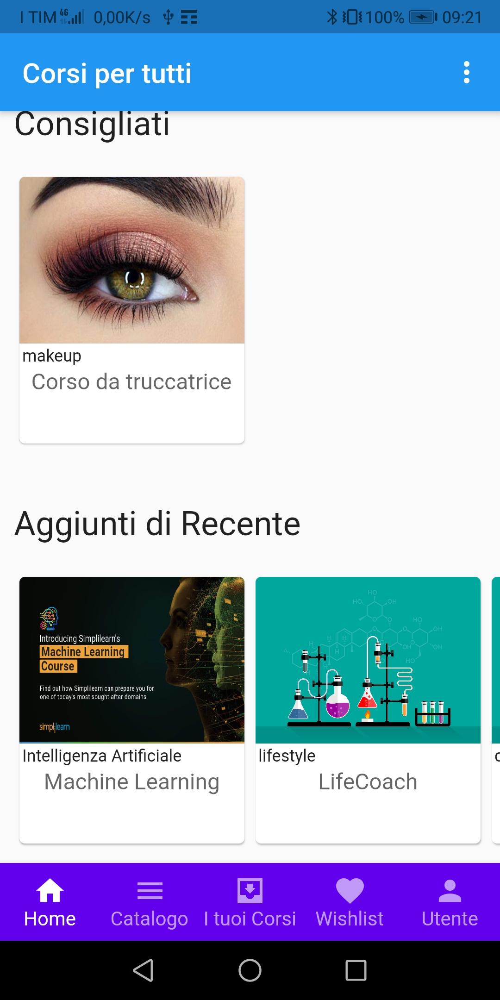 I TIM 4G 0,00K/s 100% 09:21
Corsi per tutti
Consigliati
makeup
Corso da truccatrice
Aggiunti di Recente
Introducing Simplilearn's
Machine Learning
Course
Find out how Simplilearn can prepare you for
one of today's most sought-after domains
simplilearn
Intelligenza Artificiale
Machine Learning
HO
HO OH
O O
HO
O O OH
H H OH OH
H H HO
lifestyle
LifeCoach
Home Catalogo I tuoi Corsi Wishlist Utente